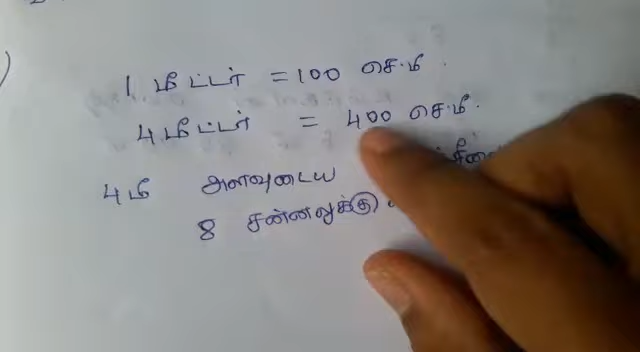 1 மீட்டர் = 100 செ.மீ.
4 மீட்டர் = 400 செ.மீ.
4 மீ அளவுடைய
8 சன்னலுக்கு